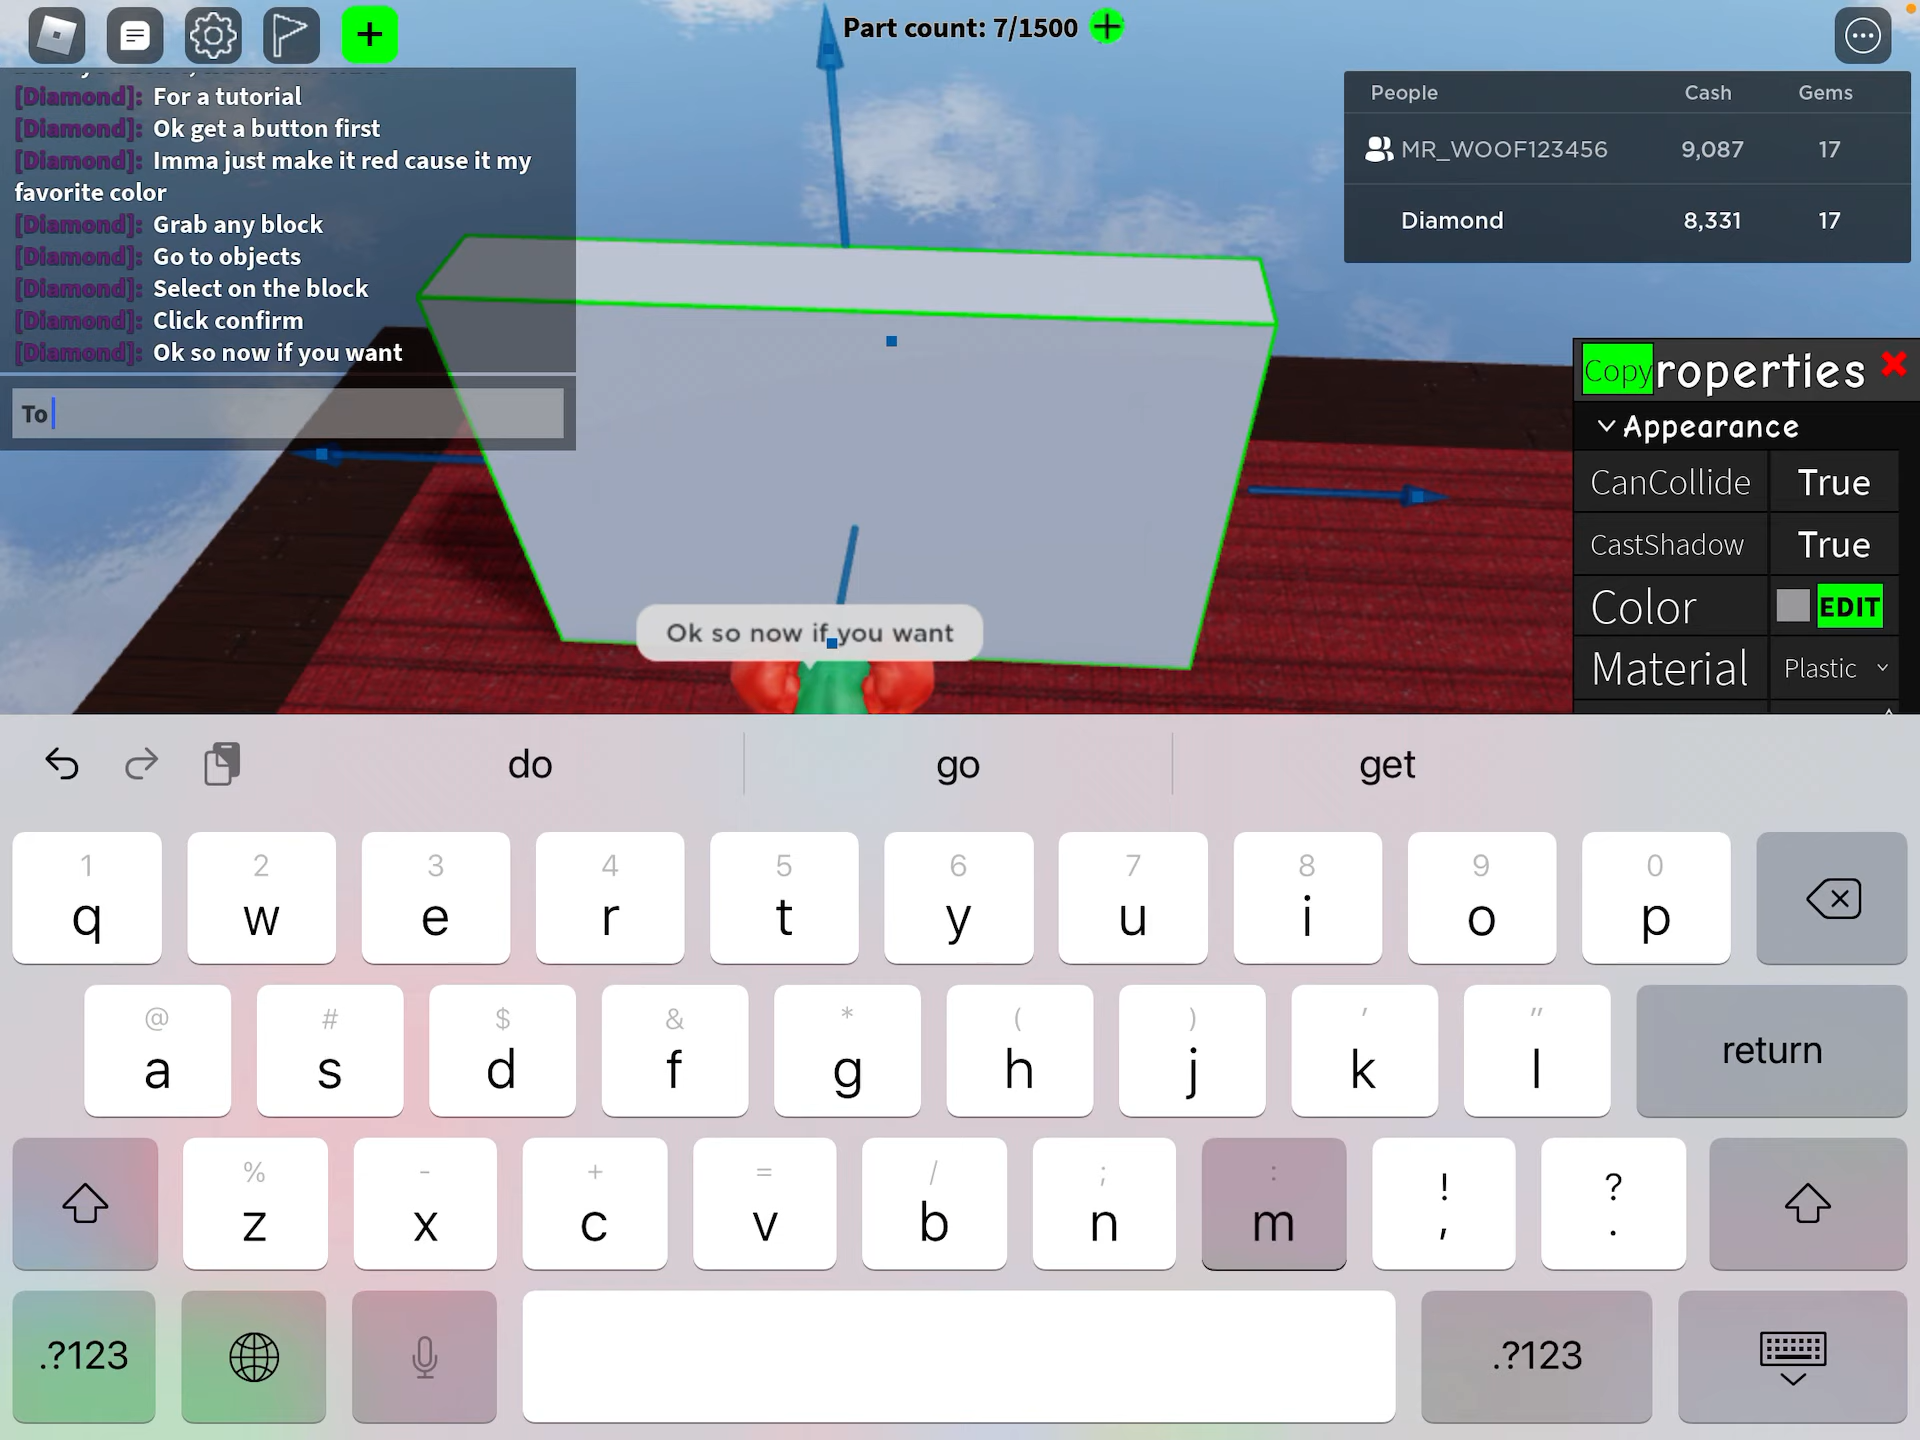 Part count: 7/1500
[Diamond]: For a tutorial
[Diamond]: Ok get a button first
[Diamond]: Imma just make it red cause it my
favorite color
[Diamond]: Grab any block
[Diamond]: Go to objects
[Diamond]: Select on the block
[Diamond]: Click confirm
[Diamond]: Ok so now if you want
To
People Cash Gems
MR_WOOF123456 9,087 17
Diamond 8,331 17
Copy roperties
Appearance
CanCollide True
CastShadow True
Color EDIT
Material Plastic
Ok so now if you want
do go get
1 2 3 4 5 6 7 8 9 0
q w e r t y u i o p
@ # $ & * ( ) ' "
a s d f g h j k l return
% - + = / ; : ! ?
z x c v b n m , .
.?123 .?123